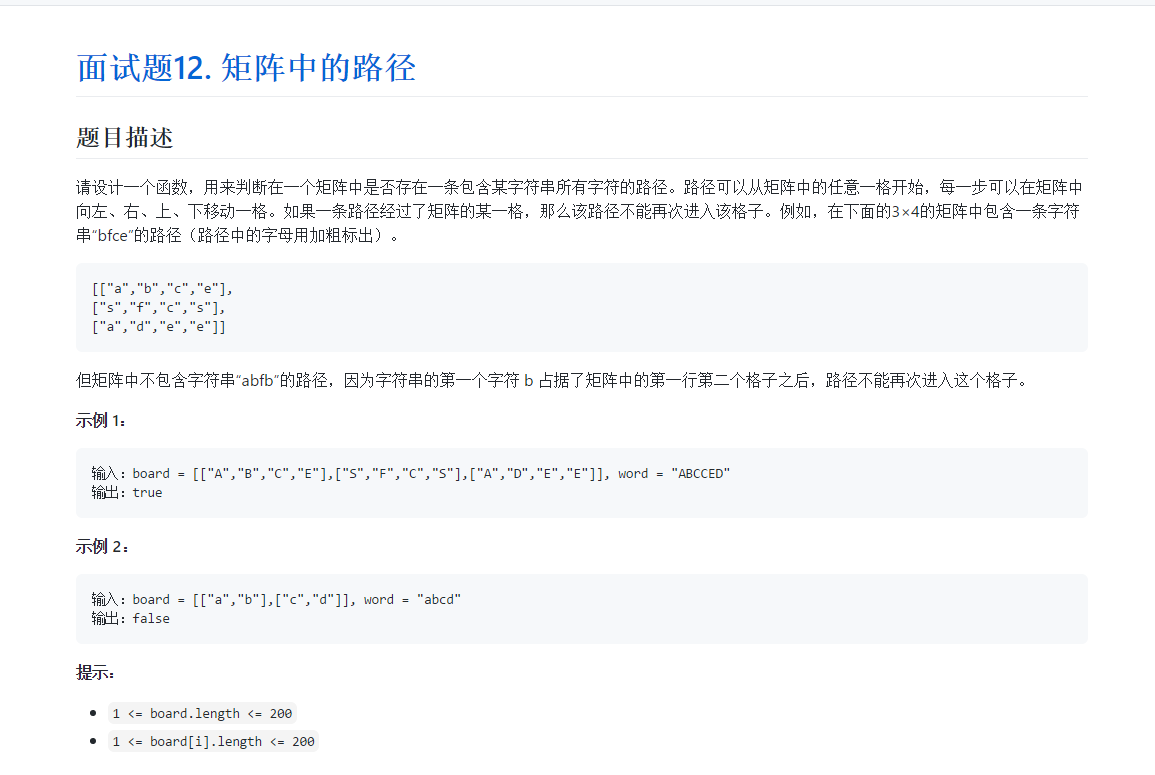 面试题12. 矩阵中的路径
题目描述
请设计一个函数，用来判断在一个矩阵中是否存在一条包含某字符串所有字符的路径。路径可以从矩阵中的任意一格开始，每一步可以在矩阵中
向左、右、上、下移动一格。如果一条路径经过了矩阵的某一格，那么该路径不能再次进入该格子。例如，在下面的3×4的矩阵中包含一条字符
串“bfce”的路径（路径中的字母用加粗标出）。
[["a","b","c","e"],
["s","f","c","s"],
["a","d","e","e"]]
但矩阵中不包含字符串“abfb”的路径，因为字符串的第一个字符 b 占据了矩阵中的第一行第二个格子之后，路径不能再次进入这个格子。
示例 1：
输入：board = [["A","B","C","E"],["S","F","C","S"],["A","D","E","E"]], word = "ABCCED"
输出：true
示例 2：
输入：board = [["a","b"],["c","d"]], word = "abcd"
输出：false
提示：
1 <= board.length <= 200
1 <= board[i].length <= 200